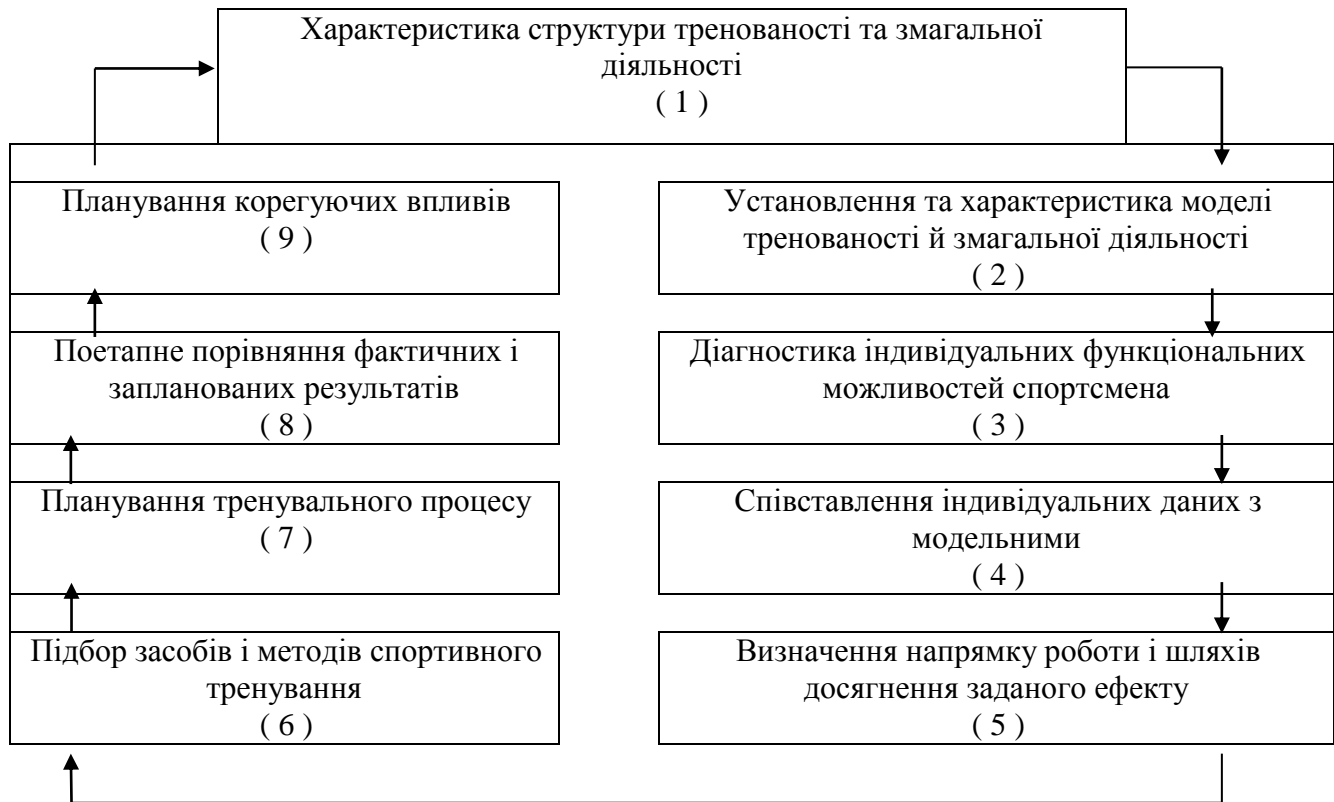 Характеристика структури тренованості та змагальної
діяльності
( 1 )
Планування корегуючих впливів
( 9 )
Установлення та характеристика моделі
тренованості й змагальної діяльності
( 2 )
Поетапне порівняння фактичних і
запланованих результатів
( 8 )
Діагностика індивідуальних функціональних
можливостей спортсмена
( 3 )
Планування тренувального процесу
( 7 )
Співставлення індивідуальних даних з
модельними
( 4 )
Підбор засобів і методів спортивного
тренування
( 6 )
Визначення напрямку роботи і шляхів
досягнення заданого ефекту
( 5 )